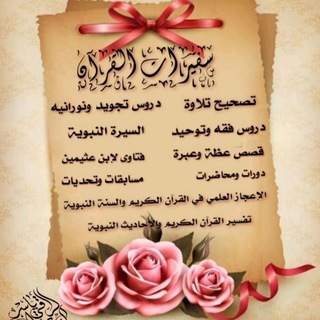 سفيرات القرآن
تصحيح تلاوة دروس تجويد ونورانيه
دروس فقه وتوحيد السيرة النبوية
قصص عظة وعبرة فتاوى لابن عثيمين
دورات ومحاضرات مسابقات وتحديات
الاعجاز العلمي في القرآن الكريم والسنة النبوية
تفسير القرآن الكريم والأحاديث النبوية